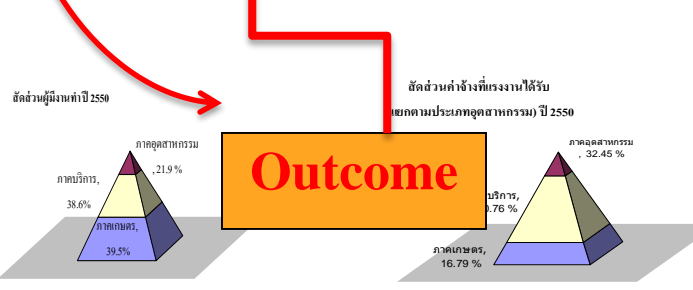 สัดส่วนผู้มีงานทำปี 2550
ภาคอุตสาหกรรม
, 21.9 %
ภาคบริการ,
38.6%
ภาคเกษตร,
39.5%
Outcome
สัดส่วนค่าจ้างที่แรงงานได้รับ
แยกตามประเภทอุตสาหกรรม) ปี 2550
ภาคอุตสาหกรรม
, 32.45 %
บริการ,
.76 %
ภาคเกษตร,
16.79 %